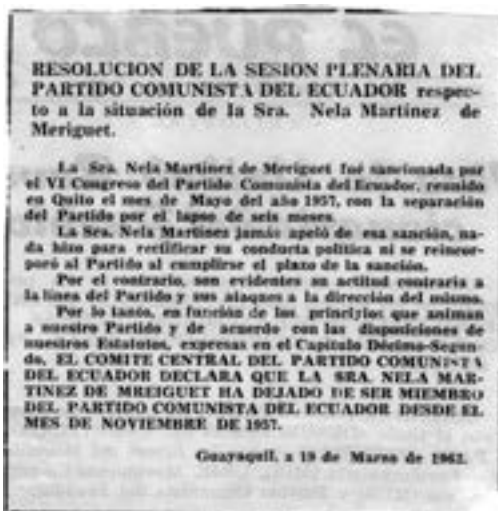 RESOLUCION DE LA SESION PLENARIA DEL
PARTIDO COMUNISTA DEL ECUADOR respec-
to a la situación de la Sra. Nela Martínez de
Meriguet.
La Sra. Nela Martínez de Meriguet fué sancionada por
el VI Congreso del Partido Comunista del Ecuador, reunido
en Quito el mes de Mayo del año 1957, con la separación
del Partido por el lapso de seis meses.
La Sra. Nela Martínez jamás apeló de esa sanción, na-
da hizo para rectificar su conducta política ni se reincor-
poró al Partido al cumplirse el plazo de la sanción.
Por el contrario, son evidentes su actitud contraria a
la línea del Partido y sus ataques a la dirección del mismo.
Por lo tanto, en función de los principios que animan
a nuestro Partido y de acuerdo con las disposiciones de
nuestros Estatutos, expresas en el Capítulo Décimo-Segun-
do, EL COMITE CENTRAL DEL PARTIDO COMUNISTA
DEL ECUADOR DECLARA QUE LA SRA. NELA MAR-
TINEZ DE MREIGUET HA DEJADO DE SER MIEMBRO
DEL PARTIDO COMUNISTA DEL ECUADOR DESDE EL
MES DE NOVIEMBRE DE 1957.
Guayaquil, a 19 de Marzo de 1962.